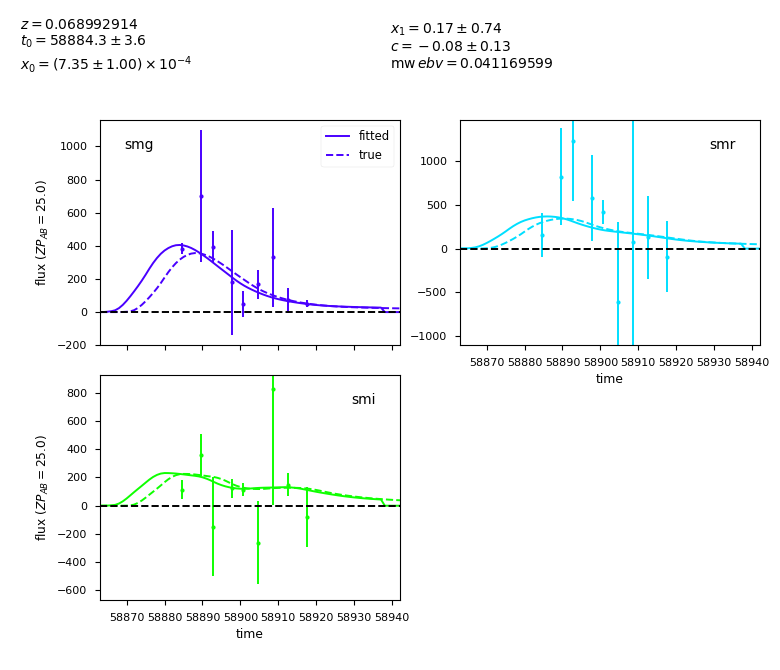 z = 0.068992914
t₀ = 58884.3 ± 3.6
x₀ = (7.35 ± 1.00) × 10⁻⁴
x₁ = 0.17 ± 0.74
c = −0.08 ± 0.13
mw ebv = 0.041169599
smg
fitted
true
flux (ZP_AB = 25.0)
1000
800
600
400
200
0
−200
smr
1000
500
0
−500
−1000
58870 58880 58890 58900 58910 58920 58930 58940
time
smi
flux (ZP_AB = 25.0)
800
600
400
200
0
−200
−400
−600
58870 58880 58890 58900 58910 58920 58930 58940
time